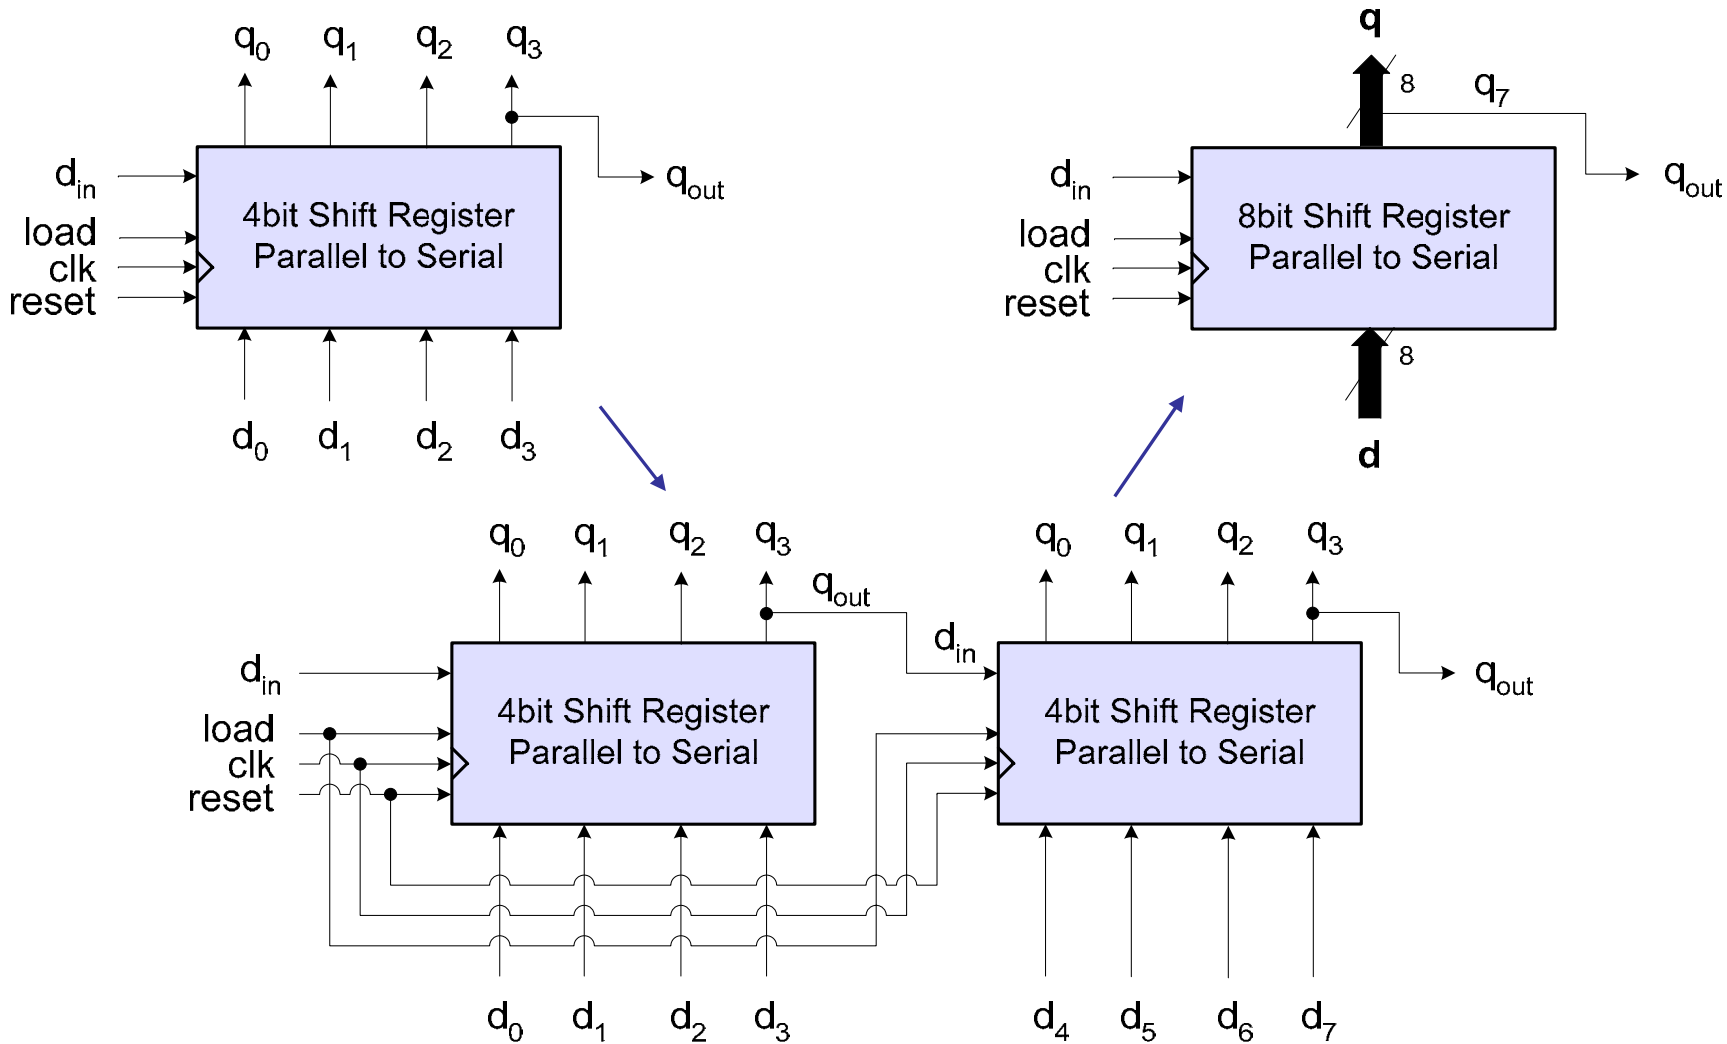 q0 q1 q2 q3
din
load
clk
reset
4bit Shift Register
Parallel to Serial
qout
d0 d1 d2 d3
q
8
q7
din
load
clk
reset
8bit Shift Register
Parallel to Serial
qout
8
d
q0 q1 q2 q3
qout
din
load
clk
reset
4bit Shift Register
Parallel to Serial
d0 d1 d2 d3
q0 q1 q2 q3
din
4bit Shift Register
Parallel to Serial
qout
d4 d5 d6 d7